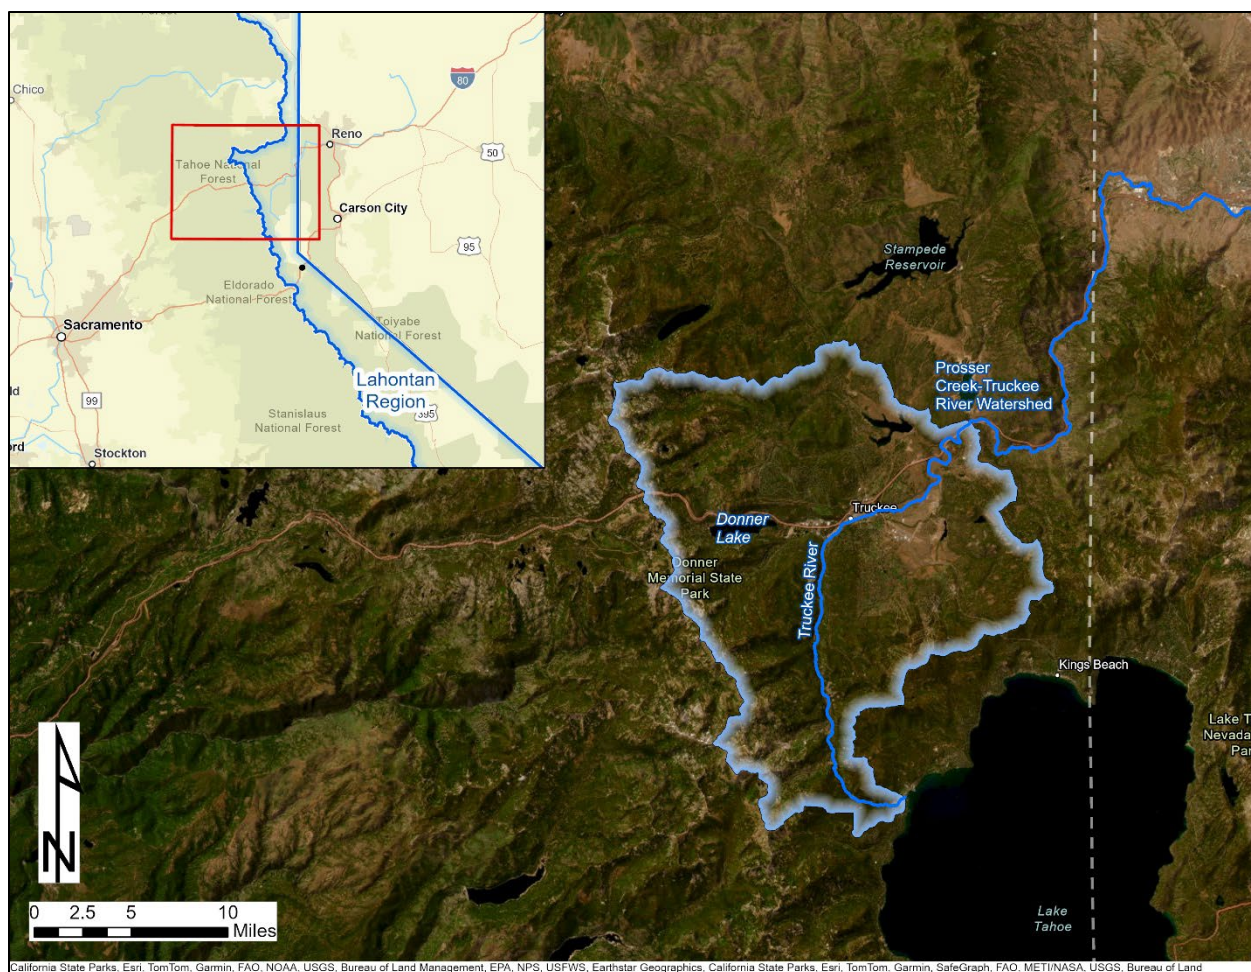 Chico
80
Reno
50
Tahoe National
Forest
Carson City
95
Eldorado
National Forest
Sacramento
Toiyabe
National Forest
Lahontan
Region
99
395
Stanislaus
National Forest
Stockton
Stampede
Reservoir
Prosser
Creek-Truckee
River Watershed
Donner
Lake
Truckee
Donner
Memorial State
Park
Truckee River
Kings Beach
Nevada
Lake
Tahoe
N
0 2.5 5 10
Miles
California State Parks, Esri, TomTom, Garmin, FAO, NOAA, USGS, Bureau of Land Management, EPA, NPS, USFWS, Earthstar Geographics, California State Parks, Esri, TomTom, Garmin, SafeGraph, FAO, METI/NASA, USGS, Bureau of Land